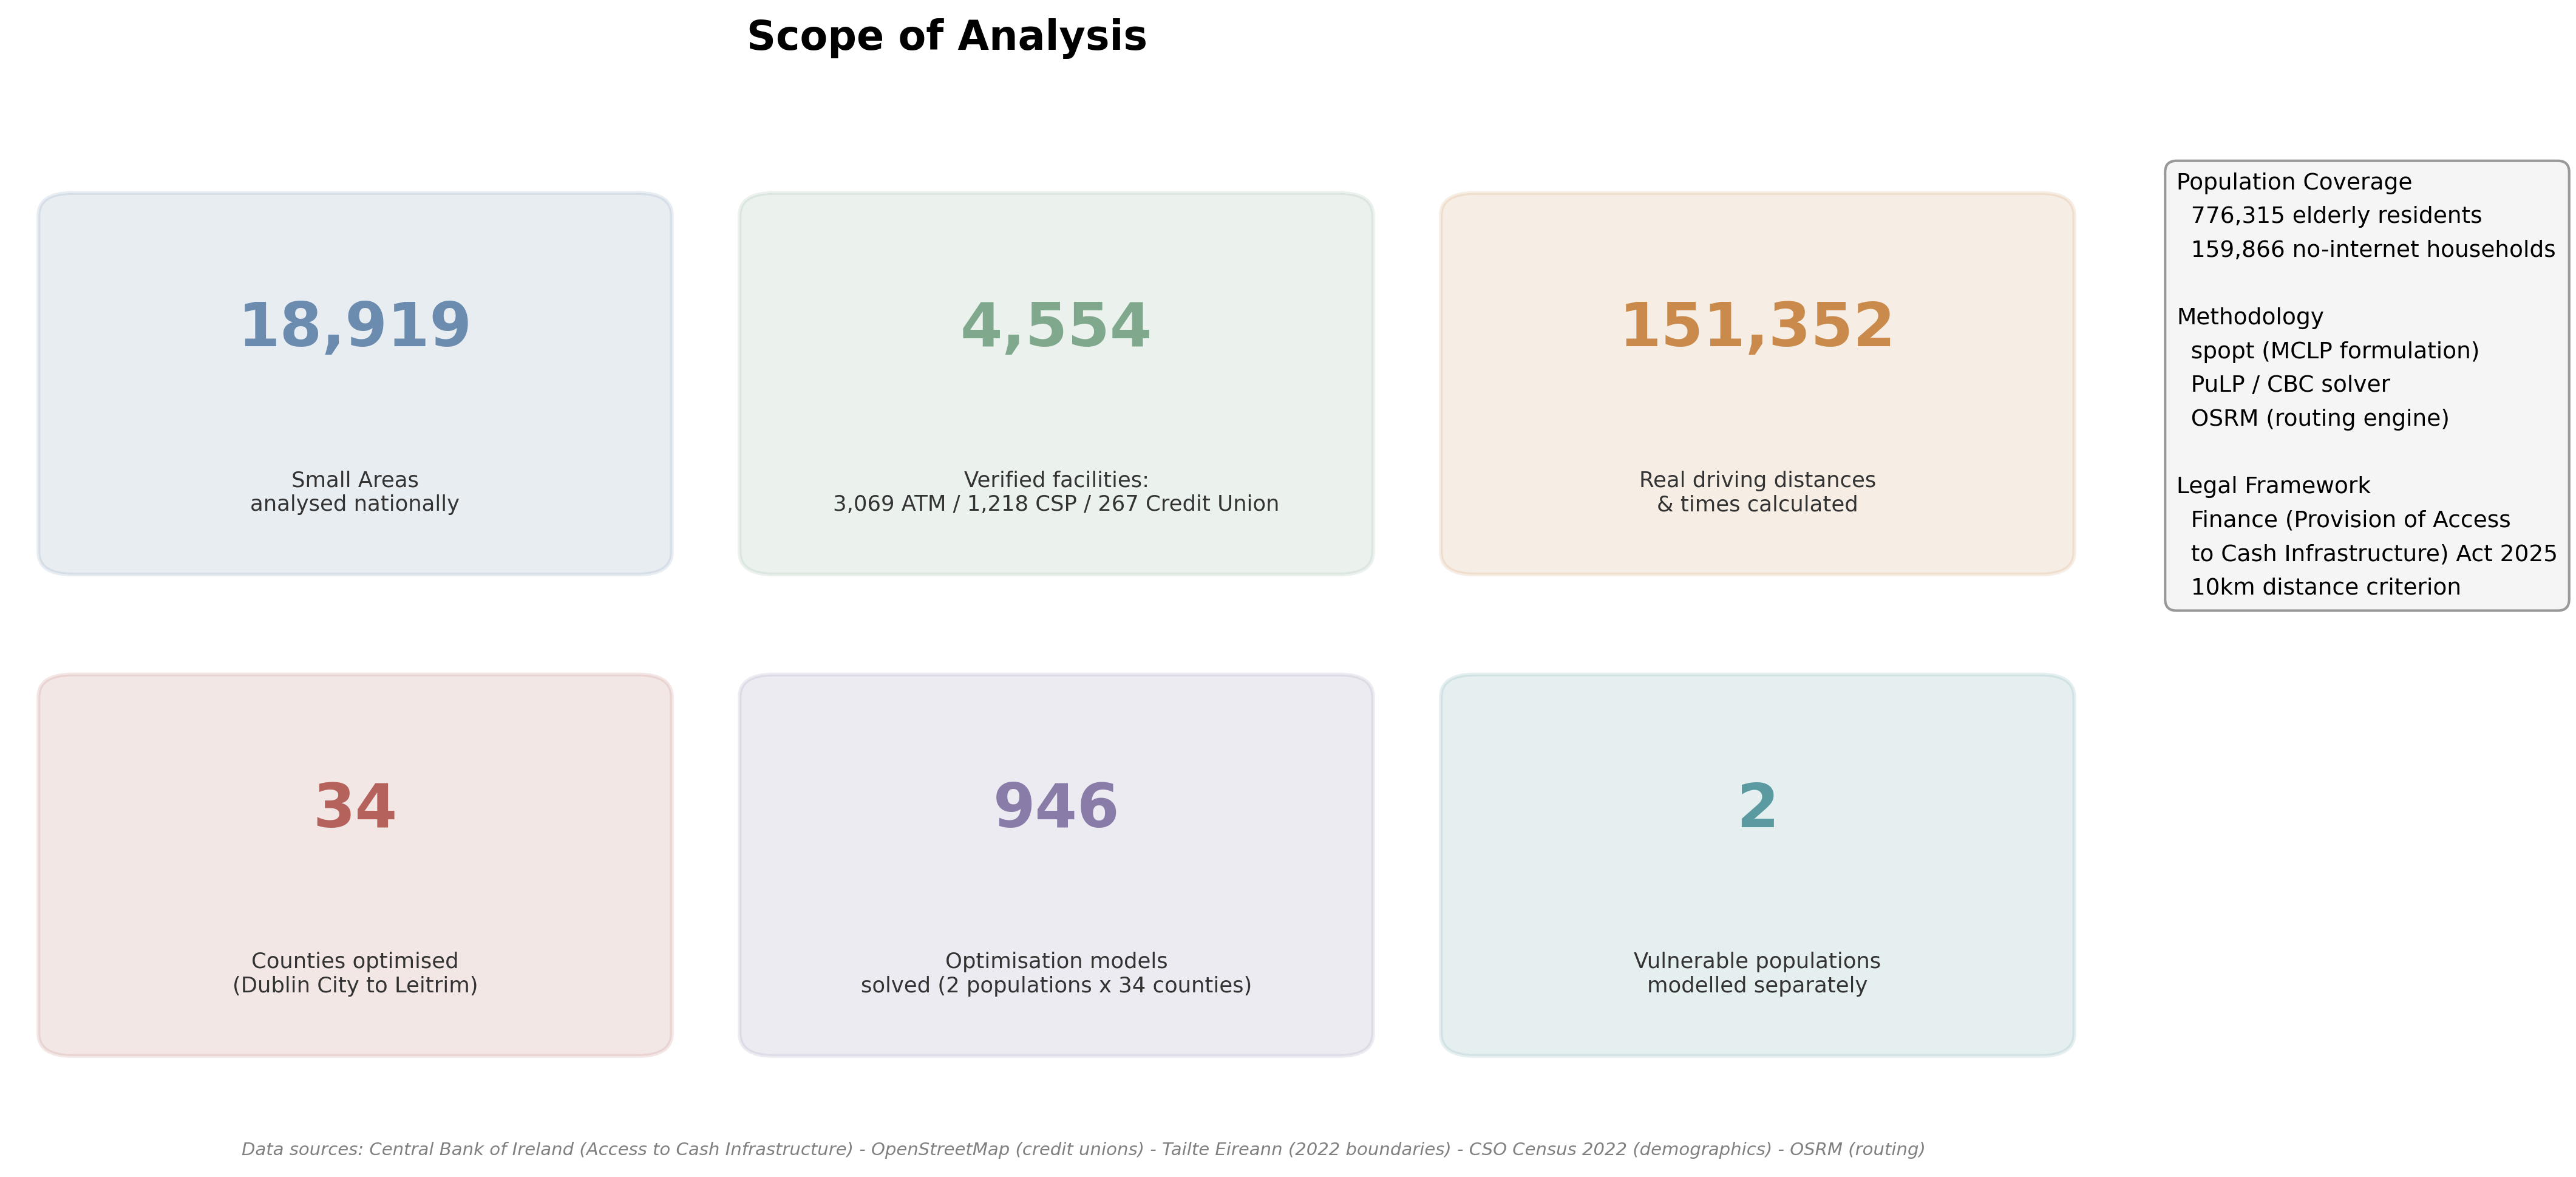 Scope of Analysis
18,919
Small Areas
analysed nationally
4,554
Verified facilities:
3,069 ATM / 1,218 CSP / 267 Credit Union
151,352
Real driving distances
& times calculated
34
Counties optimised
(Dublin City to Leitrim)
946
Optimisation models
solved (2 populations x 34 counties)
2
Vulnerable populations
modelled separately
Population Coverage
776,315 elderly residents
159,866 no-internet households
Methodology
spopt (MCLP formulation)
PuLP / CBC solver
OSRM (routing engine)
Legal Framework
Finance (Provision of Access
to Cash Infrastructure) Act 2025
10km distance criterion
Data sources: Central Bank of Ireland (Access to Cash Infrastructure) - OpenStreetMap (credit unions) - Tailte Eireann (2022 boundaries) - CSO Census 2022 (demographics) - OSRM (routing)